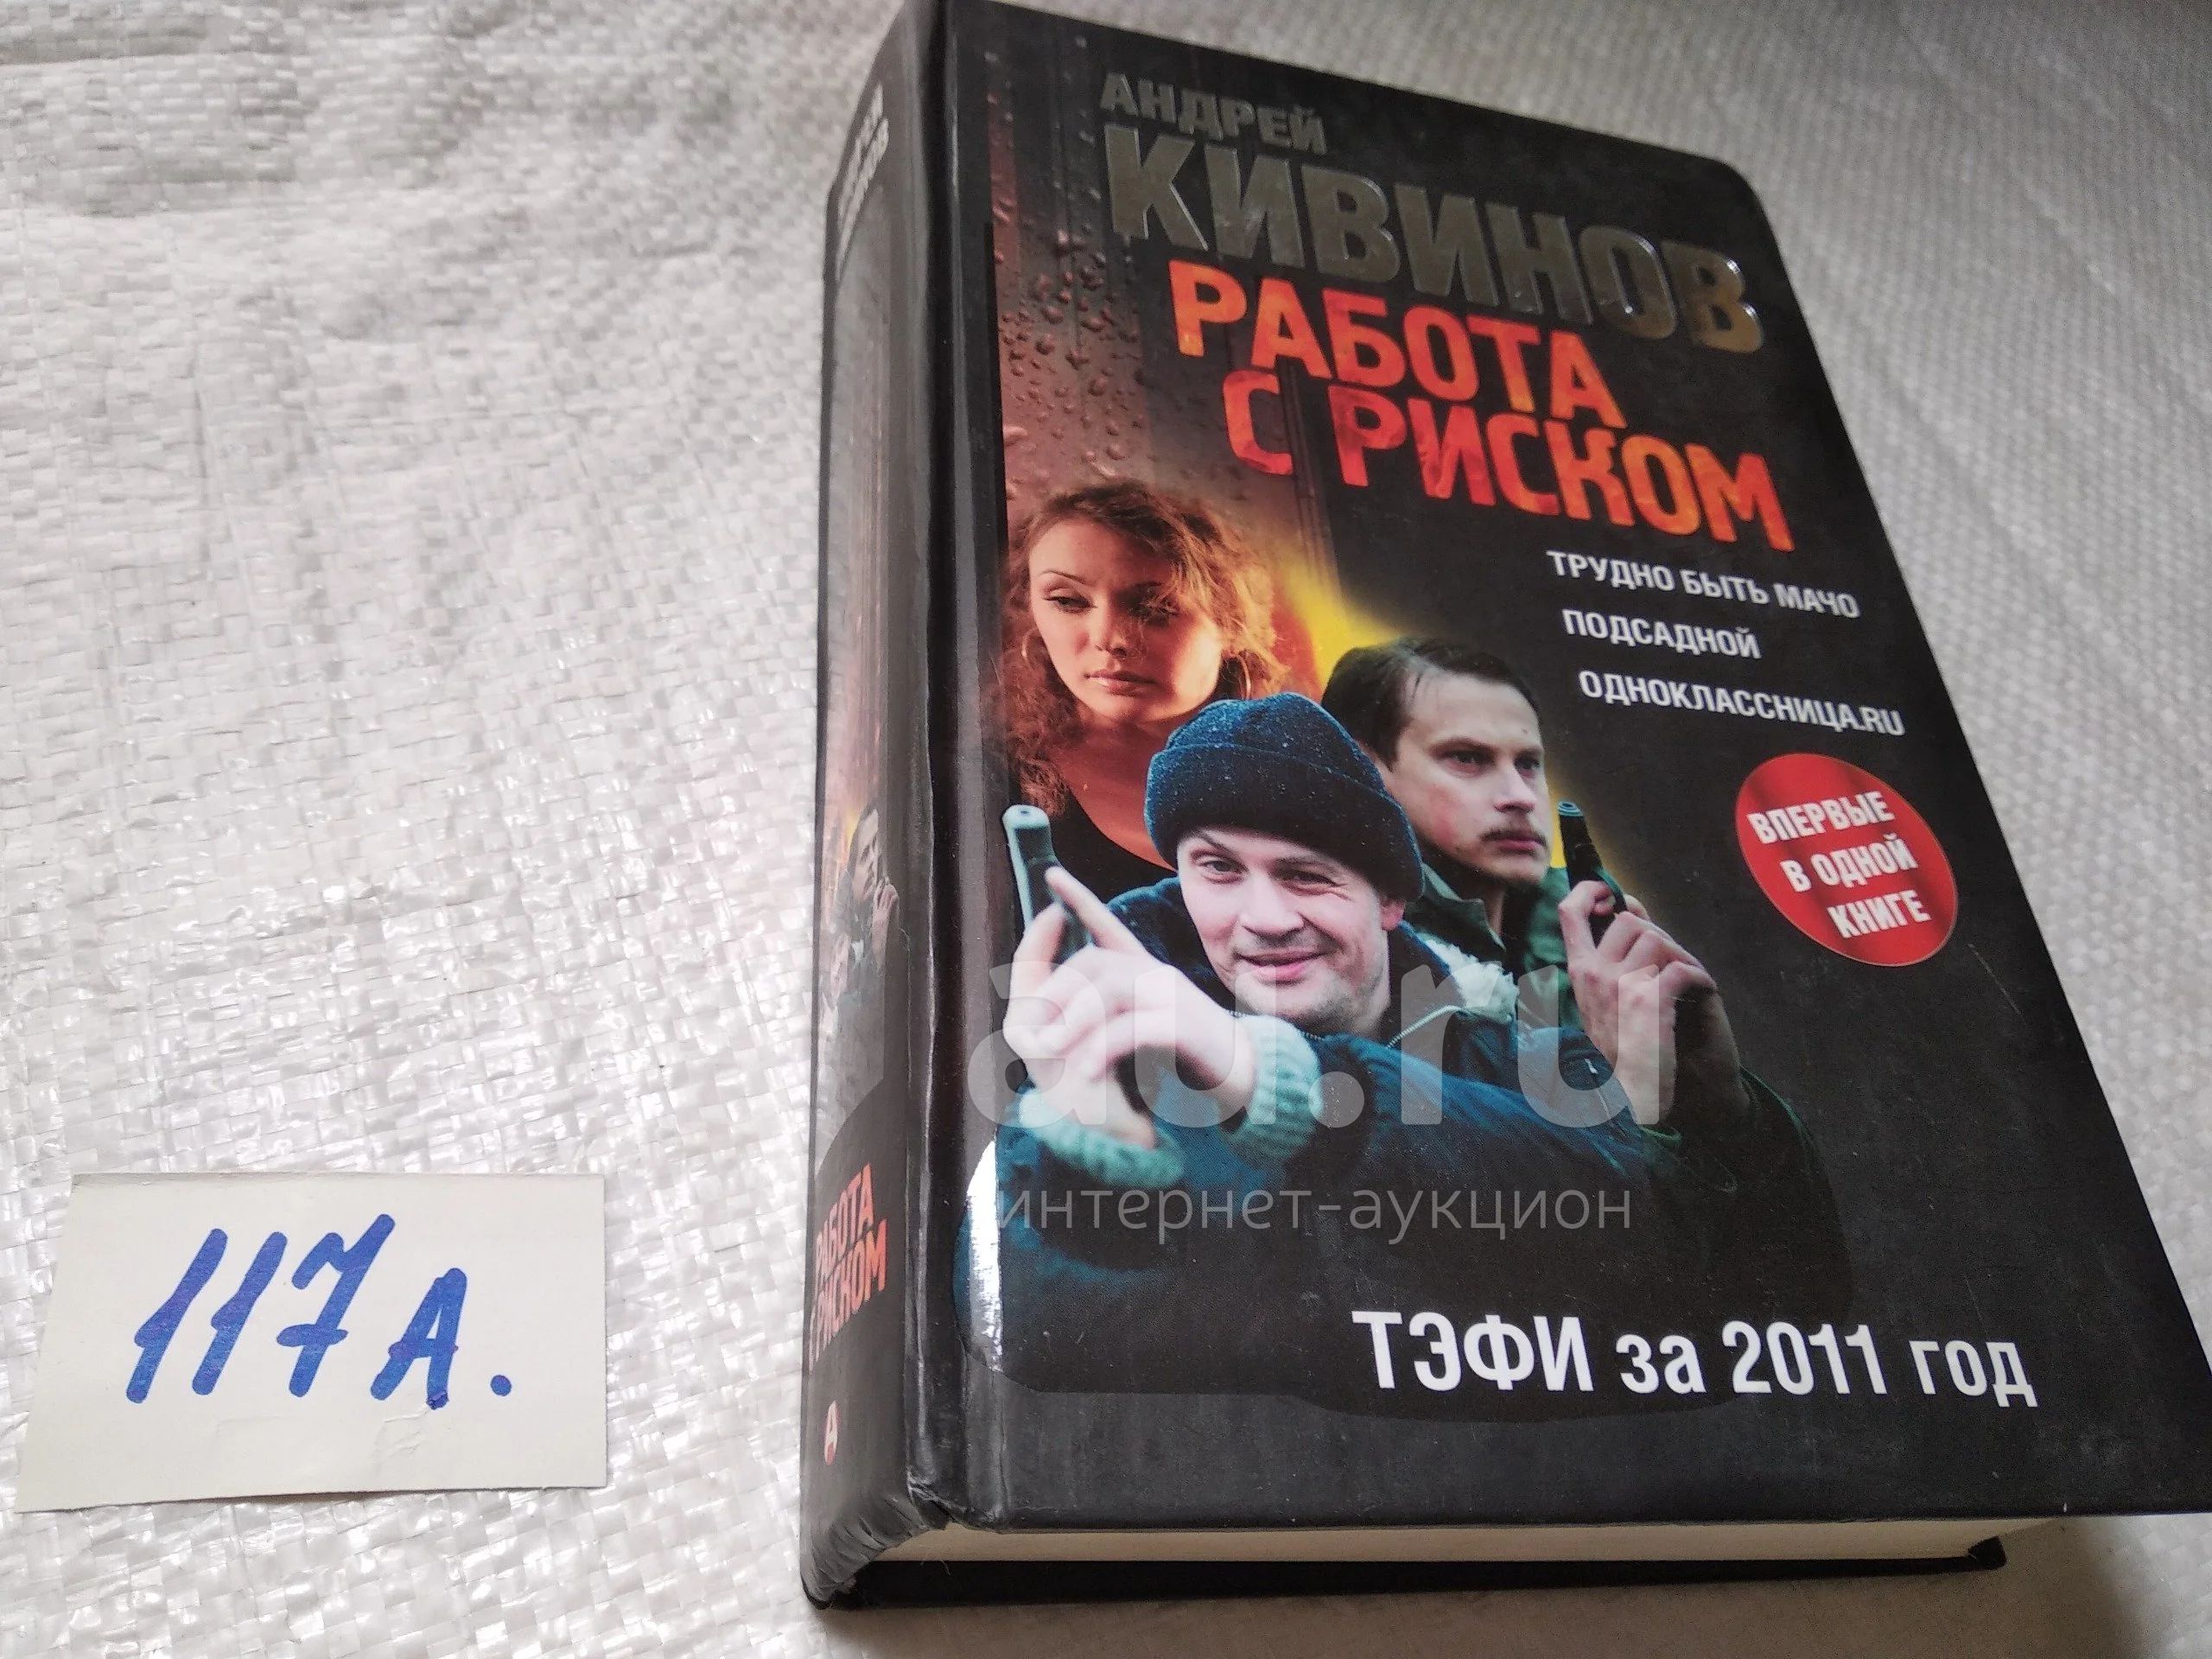 АНДРЕЙ
КИВИНОВ
РАБОТА
С РИСКОМ
ТРУДНО БЫТЬ МАЧО
ПОДСАДНОЙ
ОДНОКЛАССНИЦА.RU
ВПЕРВЫЕ
В ОДНОЙ
КНИГЕ
au.ru
интернет-аукцион
ТЭФИ за 2011 год
РАБОТА
С РИСКОМ
А
117А.